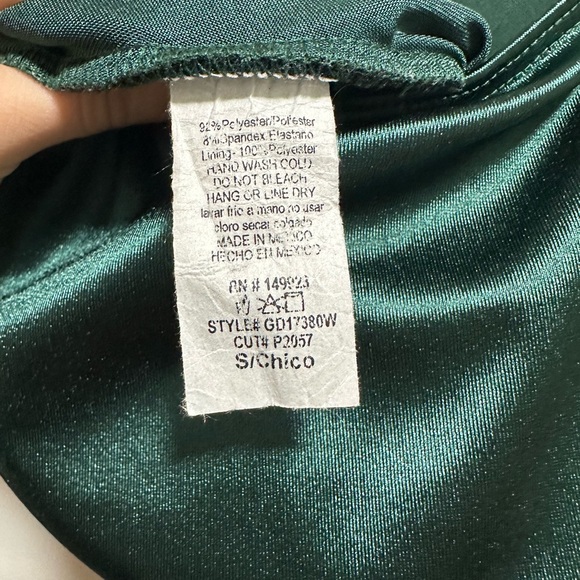 92% Polyester/Poliester
8% Spandex/Elastano
Lining- 100% Polyester
HAND WASH COLD
DO NOT BLEACH
HANG OR LINE DRY
lavar frio a mano no usar
cloro secar colgado
MADE IN MEXICO
HECHO EN MEXICO
RN # 149923
STYLE# GD17380W
CUT# P2057
S/Chico